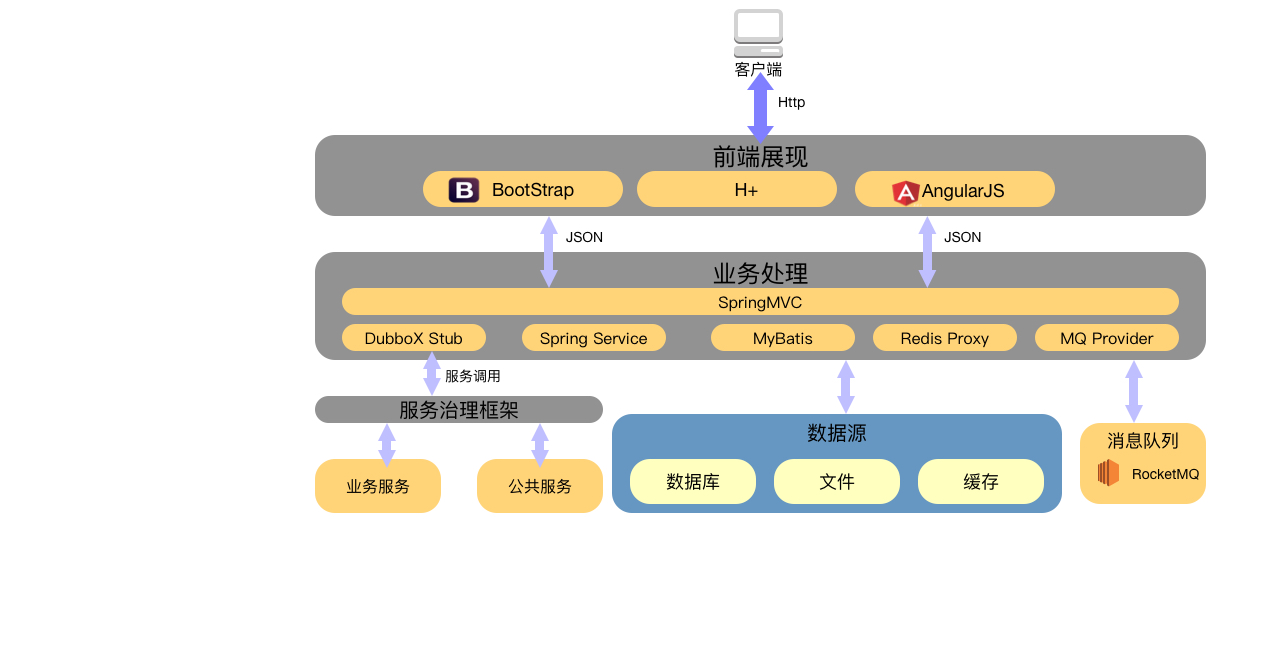 客户端
Http
前端展现
B BootStrap
H+
A AngularJS
JSON
JSON
业务处理
SpringMVC
DubboX Stub
Spring Service
MyBatis
Redis Proxy
MQ Provider
服务调用
服务治理框架
业务服务
公共服务
数据源
数据库
文件
缓存
消息队列
RocketMQ